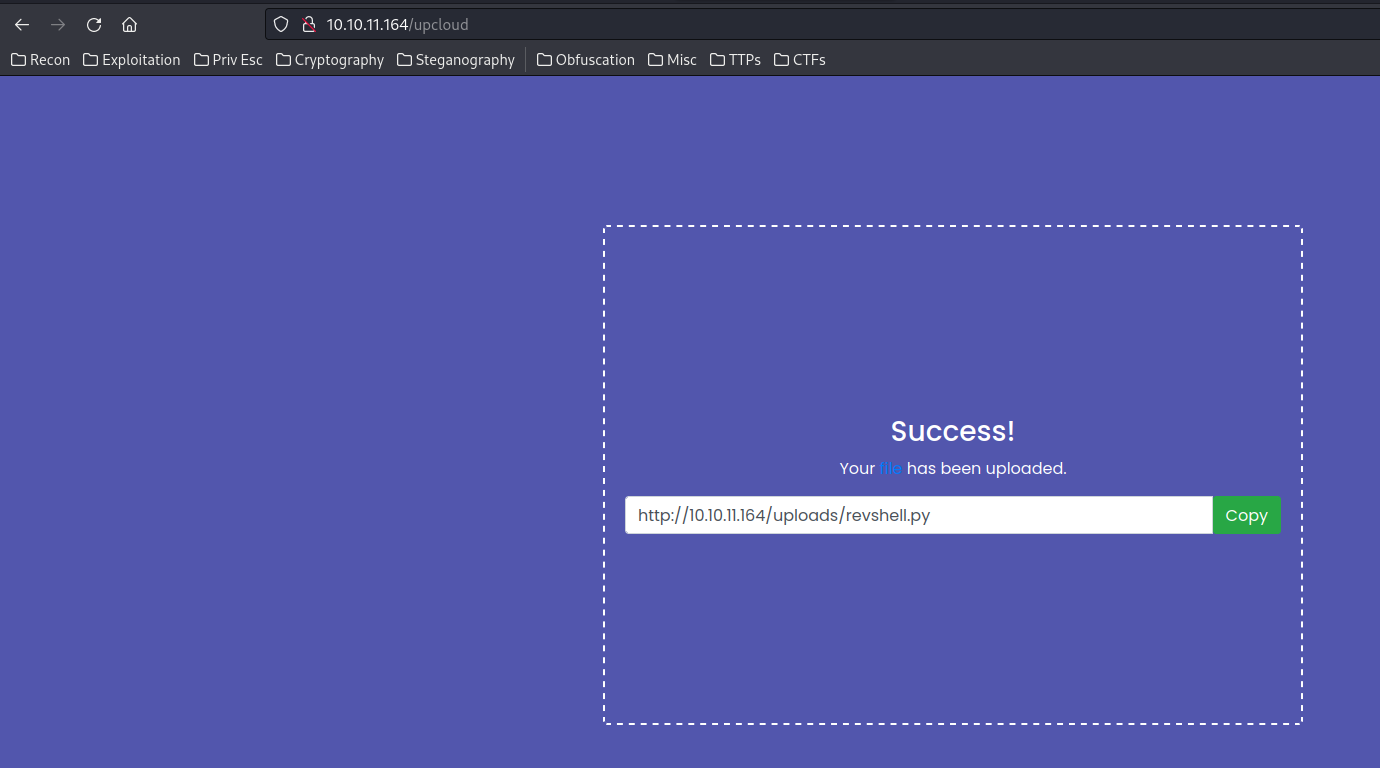 10.10.11.164/upcloud
Recon Exploitation Priv Esc Cryptography Steganography Obfuscation Misc TTPs CTFs
Success!
Your file has been uploaded.
http://10.10.11.164/uploads/revshell.py Copy